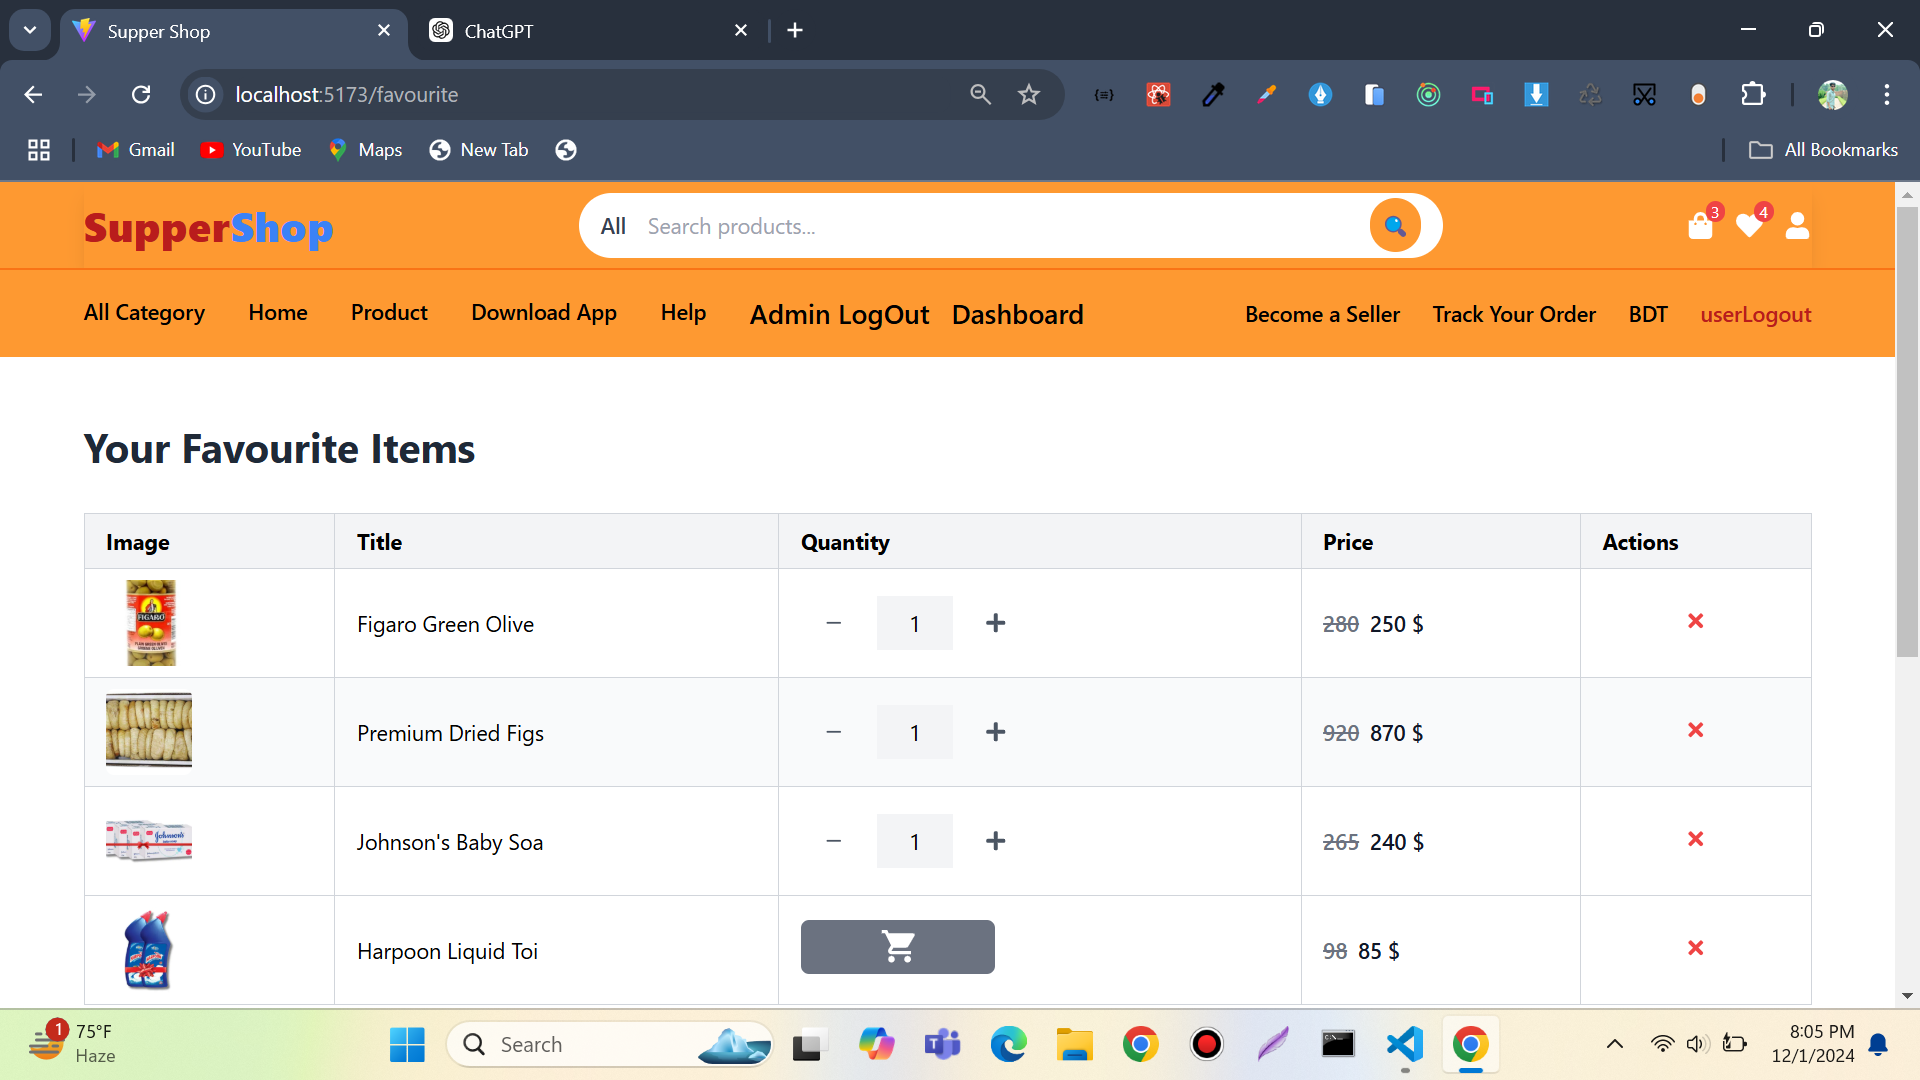 Supper Shop
ChatGPT
localhost:5173/favourite
Gmail
YouTube
Maps
New Tab
All Bookmarks
SupperShop
All
Search products...
3
4
All Category
Home
Product
Download App
Help
Admin LogOut
Dashboard
Become a Seller
Track Your Order
BDT
userLogout
Your Favourite Items
Image Title Quantity Price Actions
FIGARO
Figaro Green Olive 1 280 250 $
Premium Dried Figs 1 920 870 $
Johnson's
Johnson's Baby Soa 1 265 240 $
Harpoon Liquid Toi 98 85 $
1
75°F
Haze
Search
8:05 PM
12/1/2024